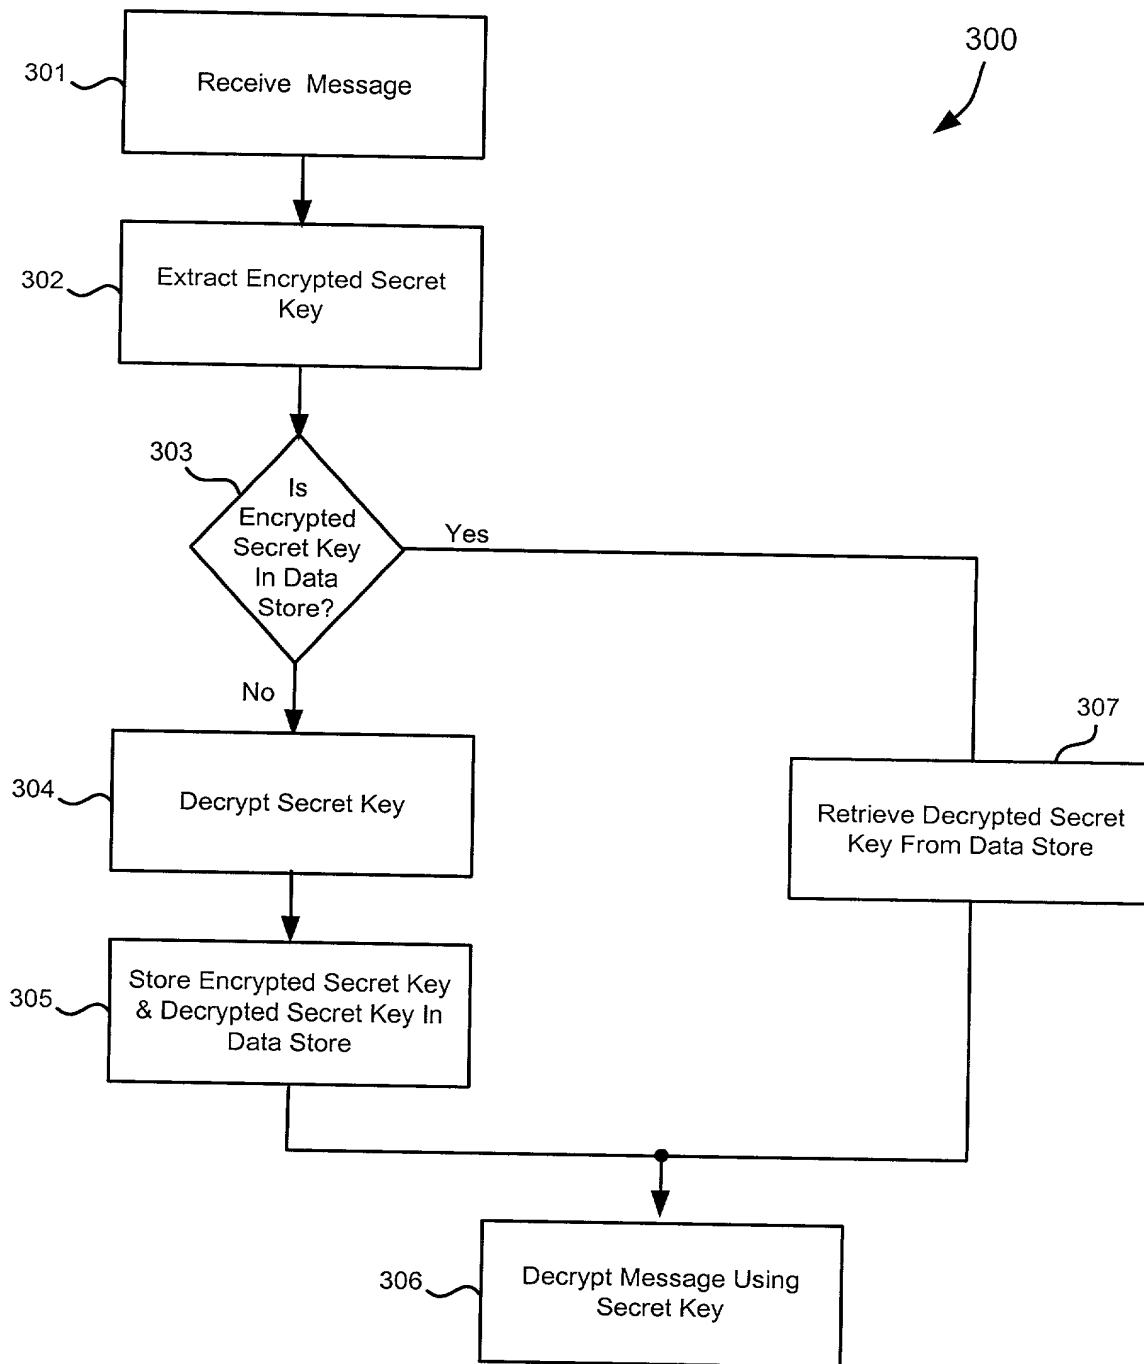 300
301
Receive Message
302
Extract Encrypted Secret
Key
303
Is
Encrypted
Secret Key
In Data
Store?
Yes
No
307
304
Decrypt Secret Key
Retrieve Decrypted Secret
Key From Data Store
305
Store Encrypted Secret Key
& Decrypted Secret Key In
Data Store
306
Decrypt Message Using
Secret Key